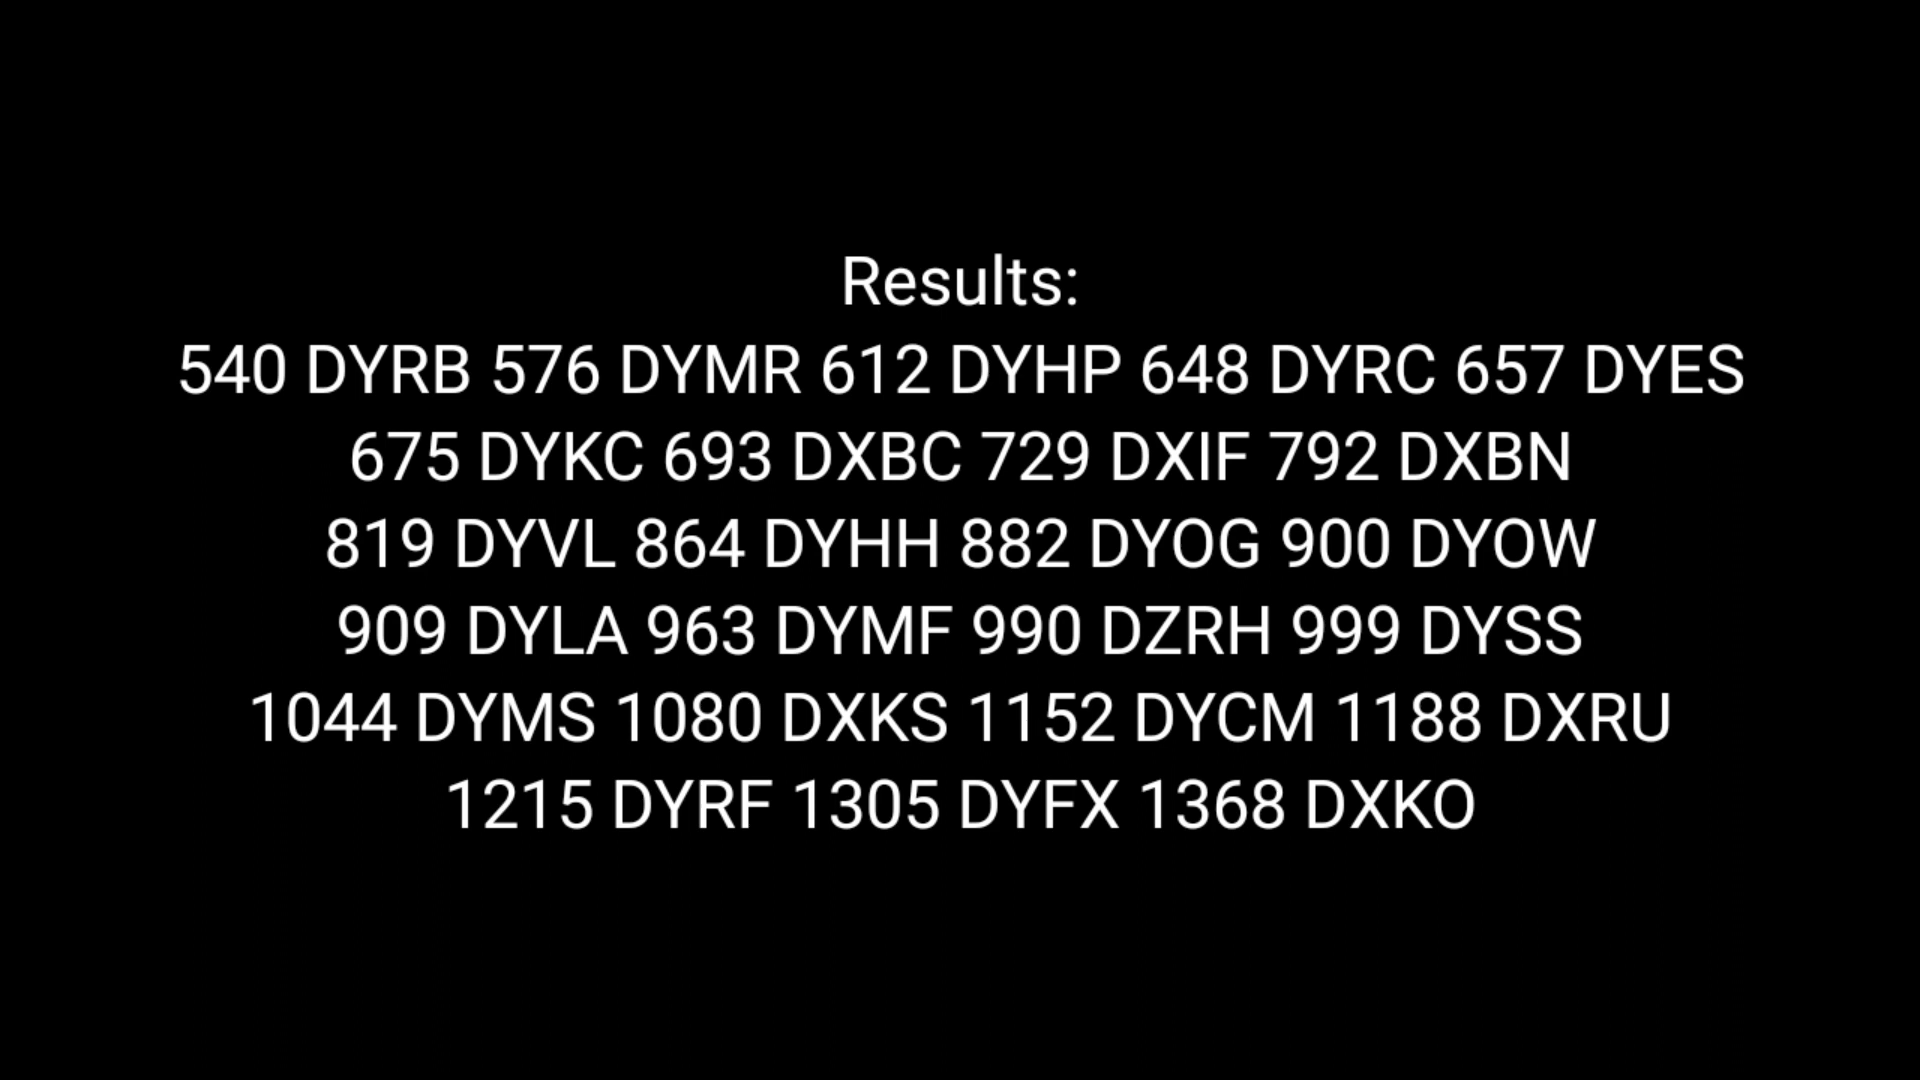 Results:
540 DYRB 576 DYMR 612 DYHP 648 DYRC 657 DYES
675 DYKC 693 DXBC 729 DXIF 792 DXBN
819 DYVL 864 DYHH 882 DYOG 900 DYOW
909 DYLA 963 DYMF 990 DZRH 999 DYSS
1044 DYMS 1080 DXKS 1152 DYCM 1188 DXRU
1215 DYRF 1305 DYFX 1368 DXKO